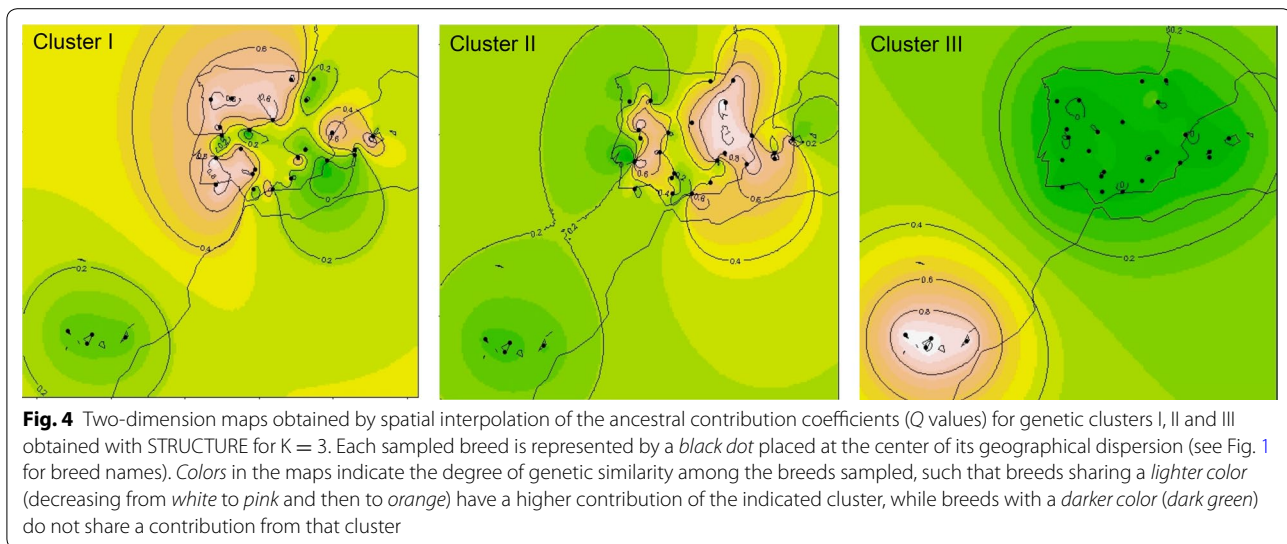 Cluster I
Cluster II
Cluster III
Fig. 4 Two-dimension maps obtained by spatial interpolation of the ancestral contribution coefficients (Q values) for genetic clusters I, II and III
obtained with STRUCTURE for K = 3. Each sampled breed is represented by a black dot placed at the center of its geographical dispersion (see Fig. 1
for breed names). Colors in the maps indicate the degree of genetic similarity among the breeds sampled, such that breeds sharing a lighter color
(decreasing from white to pink and then to orange) have a higher contribution of the indicated cluster, while breeds with a darker color (dark green)
do not share a contribution from that cluster